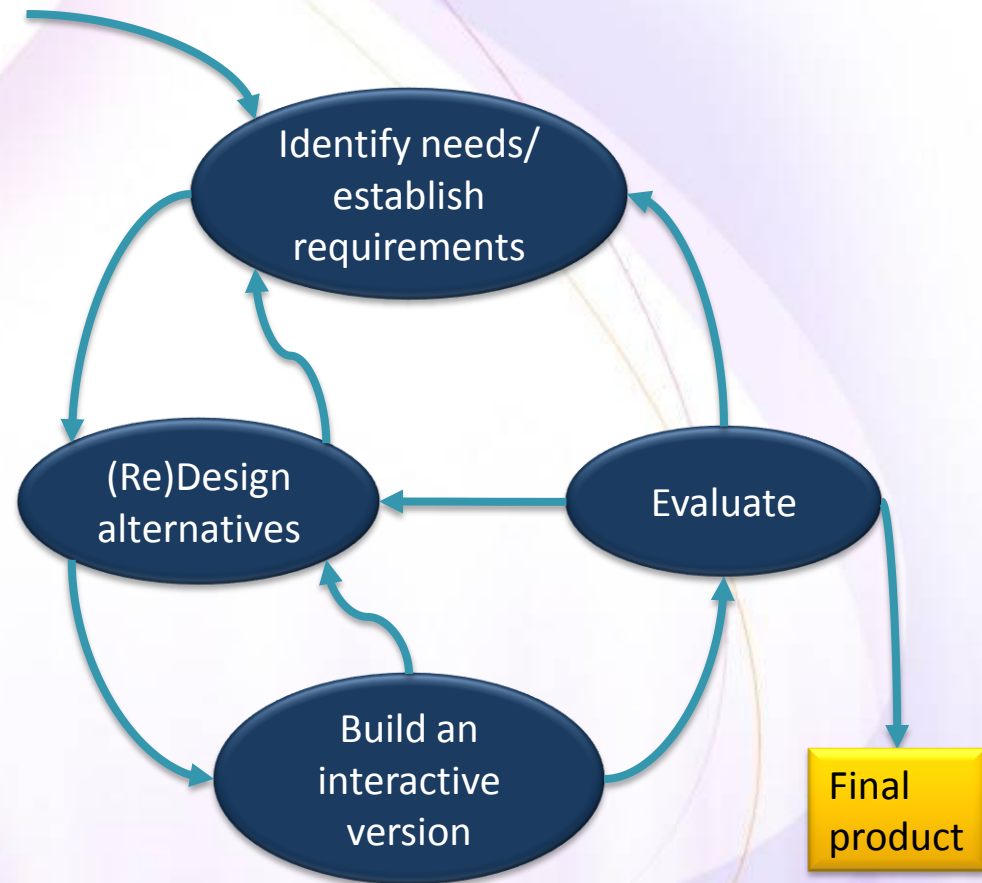 Identify needs/
establish
requirements
(Re)Design
alternatives
Evaluate
Build an
interactive
version
Final
product